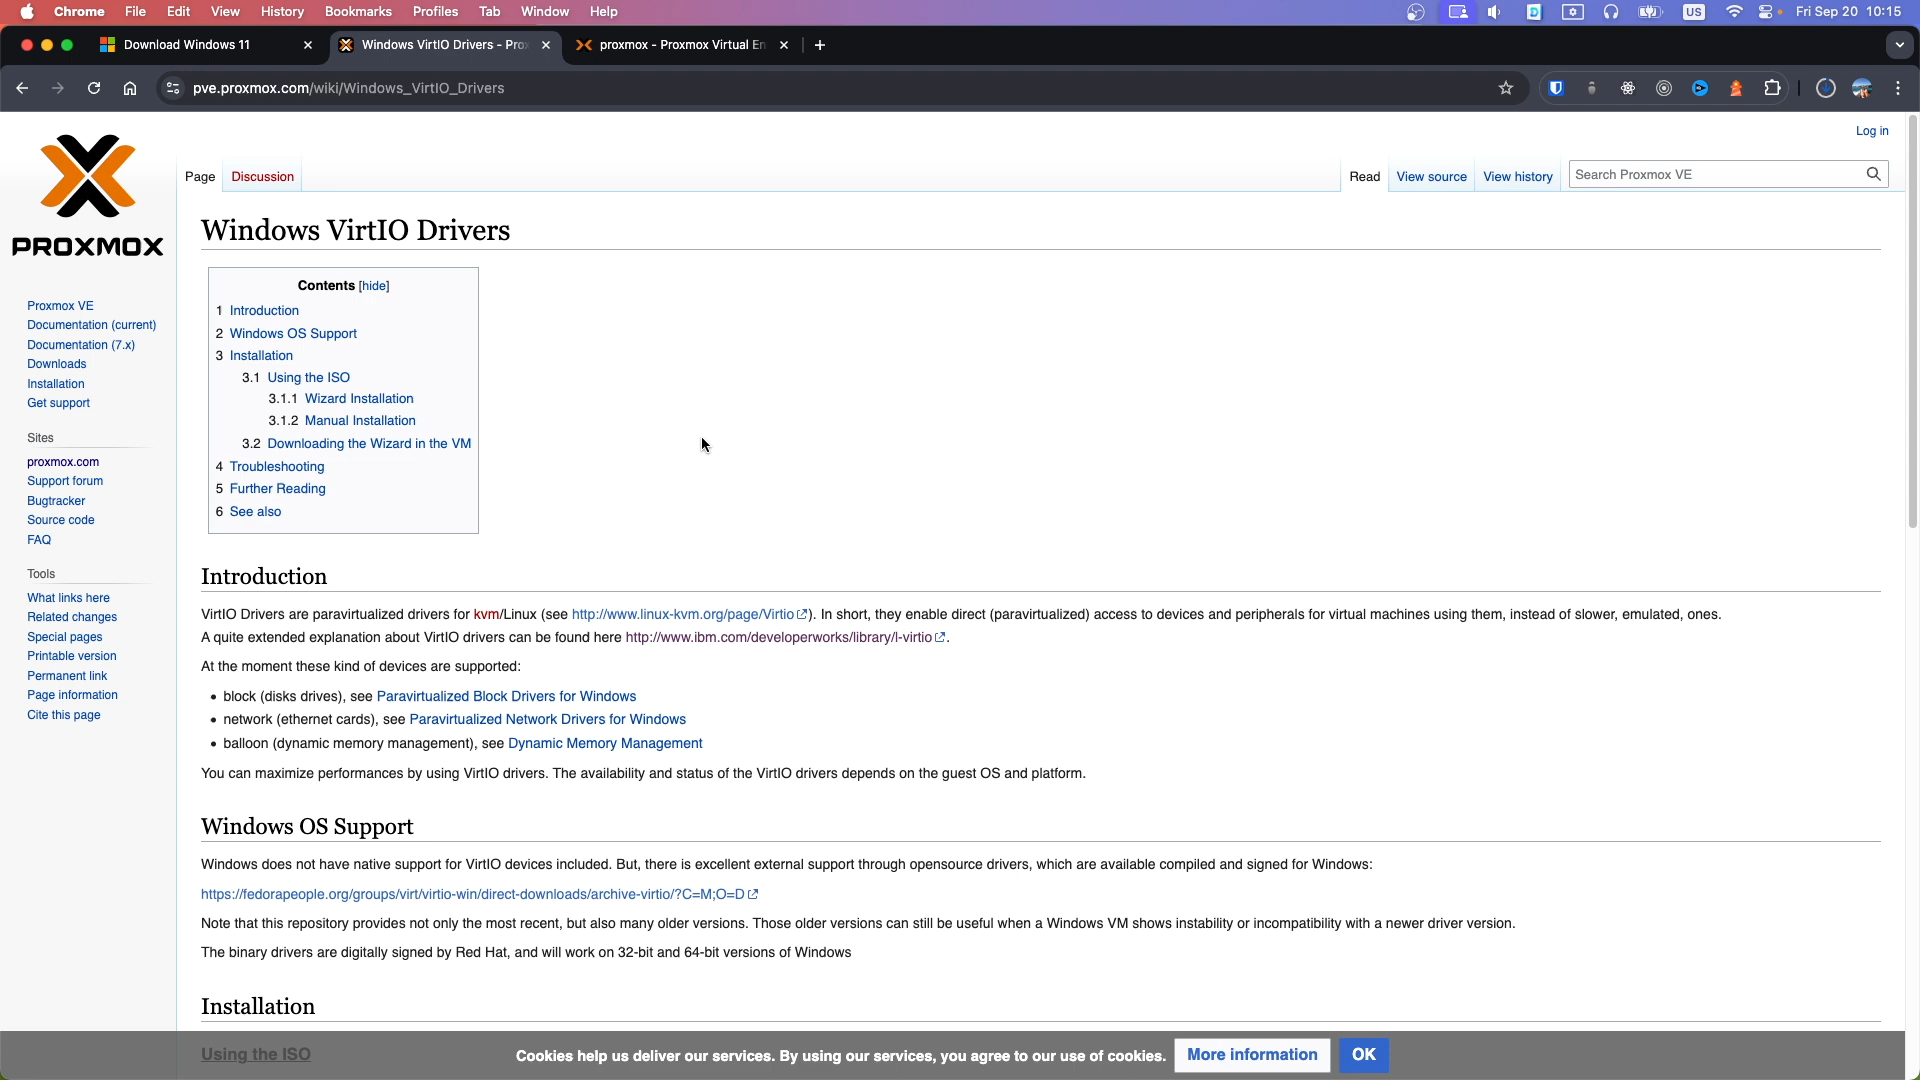 Chrome File Edit View History Bookmarks Profiles Tab Window Help US Fri Sep 20 10:15
Download Windows 11 Windows VirtIO Drivers - Pro proxmox - Proxmox Virtual En
pve.proxmox.com/wiki/Windows_VirtIO_Drivers
Log in
Page Discussion Read View source View history Search Proxmox VE
PROXMOX
Proxmox VE
Documentation (current)
Documentation (7.x)
Downloads
Installation
Get support
Sites
proxmox.com
Support forum
Bugtracker
Source code
FAQ
Tools
What links here
Related changes
Special pages
Printable version
Permanent link
Page information
Cite this page
Windows VirtIO Drivers
Contents [hide]
1 Introduction
2 Windows OS Support
3 Installation
3.1 Using the ISO
3.1.1 Wizard Installation
3.1.2 Manual Installation
3.2 Downloading the Wizard in the VM
4 Troubleshooting
5 Further Reading
6 See also
Introduction
VirtIO Drivers are paravirtualized drivers for kvm/Linux (see http://www.linux-kvm.org/page/Virtio). In short, they enable direct (paravirtualized) access to devices and peripherals for virtual machines using them, instead of slower, emulated, ones.
A quite extended explanation about VirtIO drivers can be found here http://www.ibm.com/developerworks/library/l-virtio.
At the moment these kind of devices are supported:
• block (disks drives), see Paravirtualized Block Drivers for Windows
• network (ethernet cards), see Paravirtualized Network Drivers for Windows
• balloon (dynamic memory management), see Dynamic Memory Management
You can maximize performances by using VirtIO drivers. The availability and status of the VirtIO drivers depends on the guest OS and platform.
Windows OS Support
Windows does not have native support for VirtIO devices included. But, there is excellent external support through opensource drivers, which are available compiled and signed for Windows:
https://fedorapeople.org/groups/virt/virtio-win/direct-downloads/archive-virtio/?C=M;O=D
Note that this repository provides not only the most recent, but also many older versions. Those older versions can still be useful when a Windows VM shows instability or incompatibility with a newer driver version.
The binary drivers are digitally signed by Red Hat, and will work on 32-bit and 64-bit versions of Windows
Installation
Using the ISO
Cookies help us deliver our services. By using our services, you agree to our use of cookies. More information OK